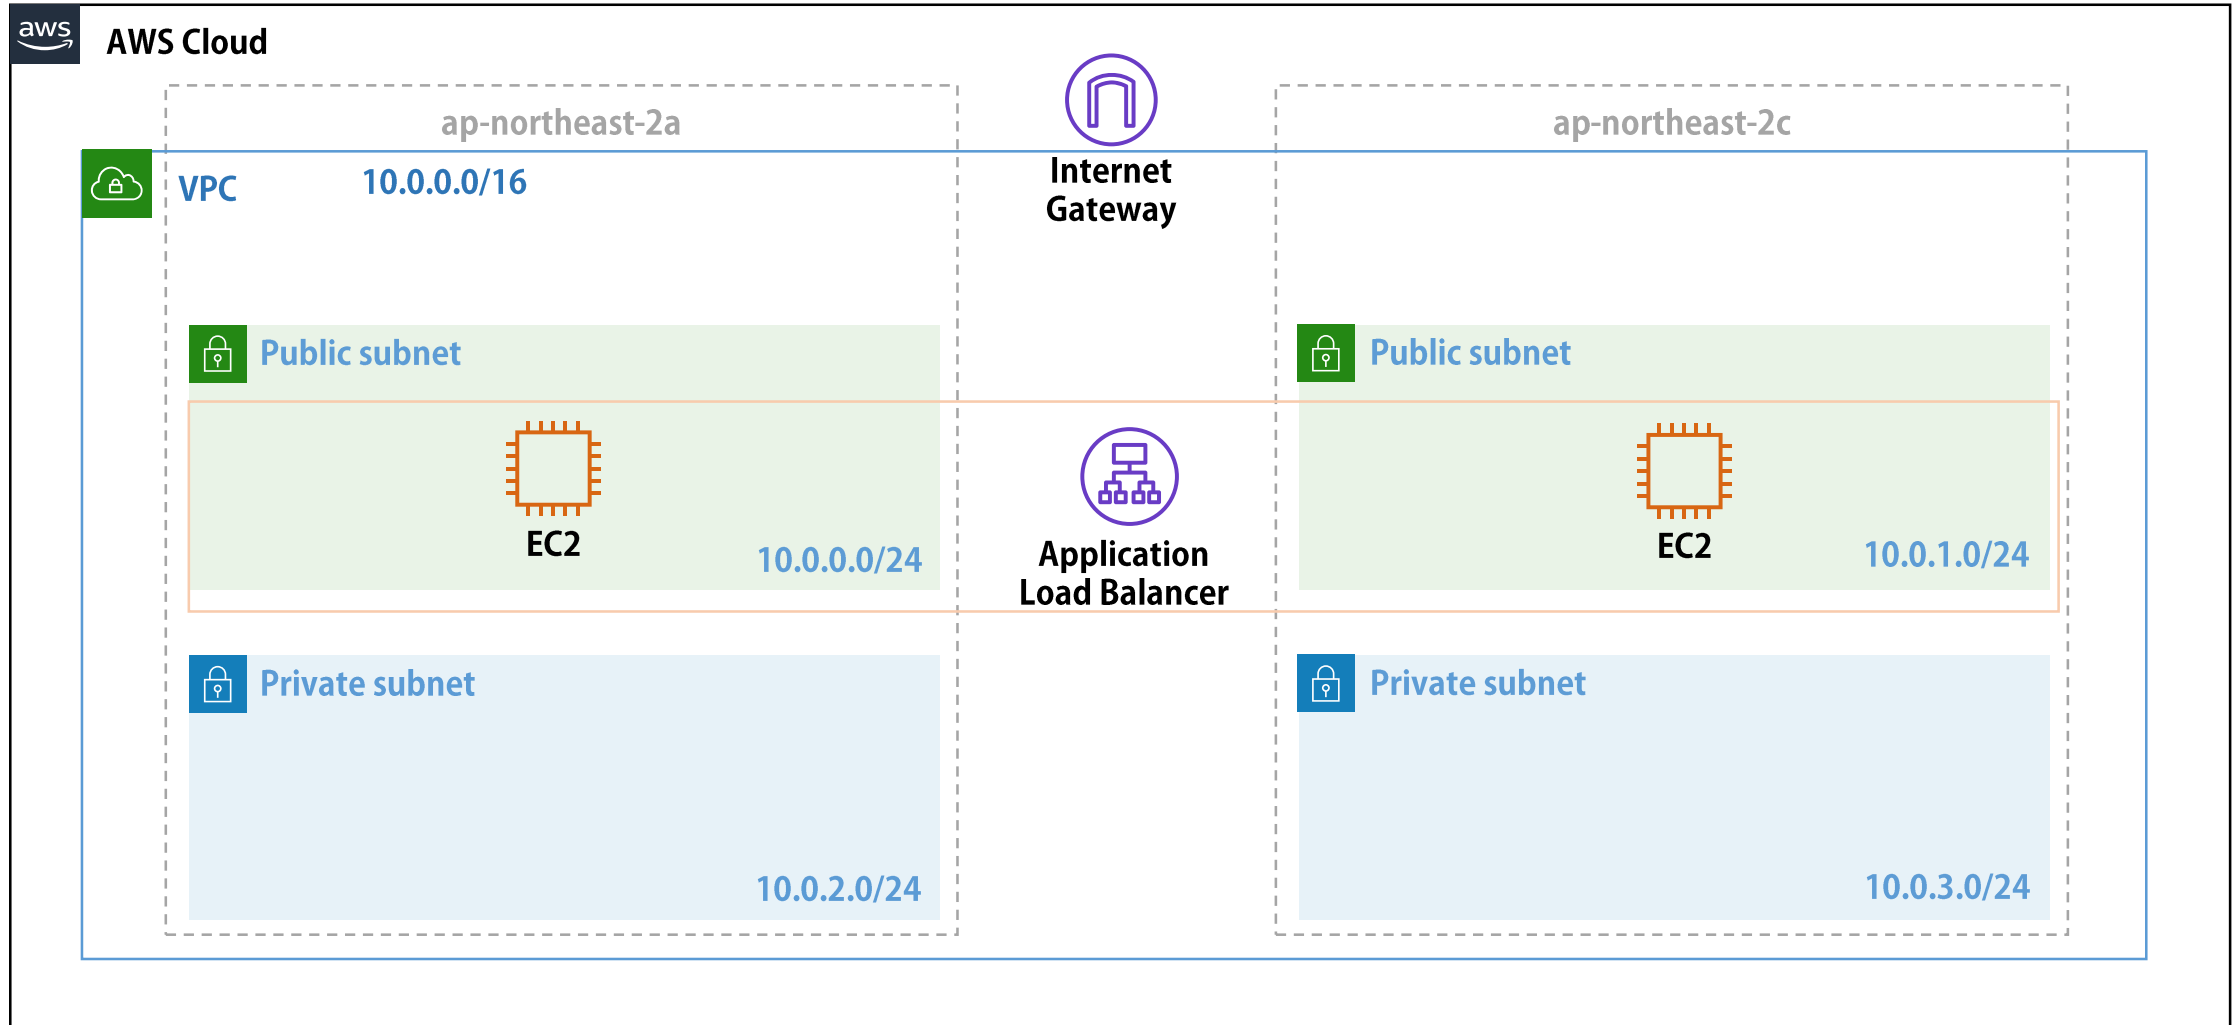 aws
AWS Cloud
ap-northeast-2a
ap-northeast-2c
VPC
10.0.0.0/16
Internet
Gateway
Public subnet
EC2
10.0.0.0/24
Application
Load Balancer
Public subnet
EC2
10.0.1.0/24
Private subnet
10.0.2.0/24
Private subnet
10.0.3.0/24